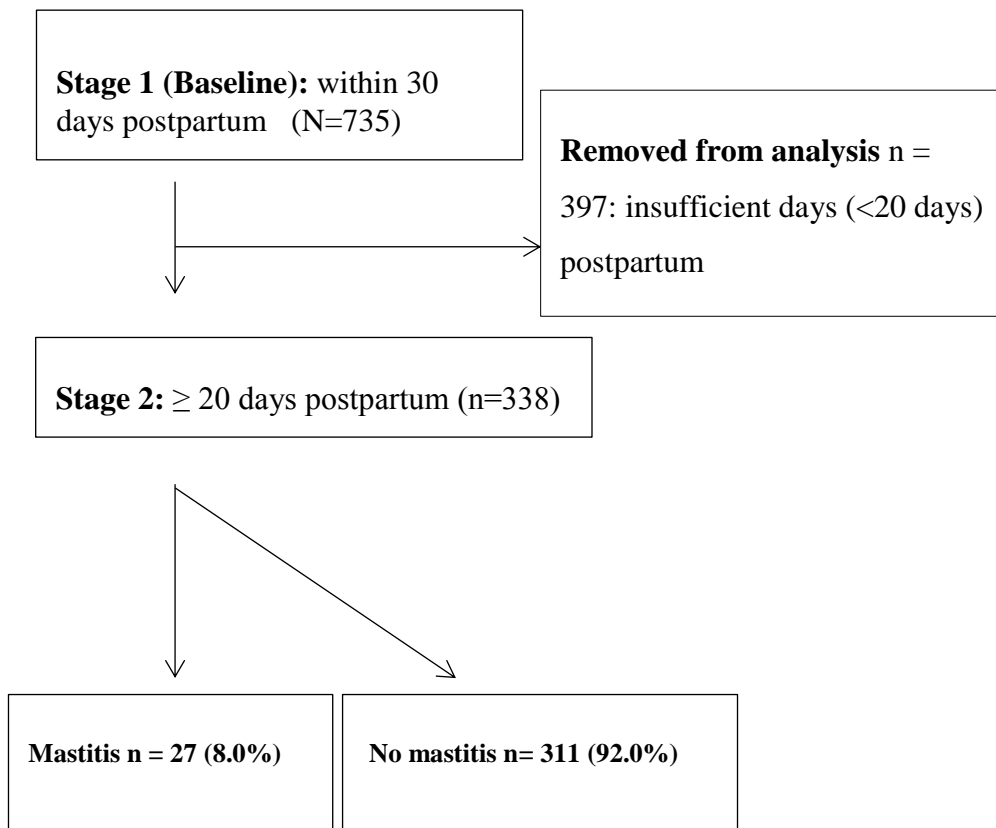 Stage 1 (Baseline): within 30
days postpartum (N=735)
Removed from analysis n =
397: insufficient days (<20 days)
postpartum
Stage 2: ≥ 20 days postpartum (n=338)
Mastitis n = 27 (8.0%)
No mastitis n= 311 (92.0%)